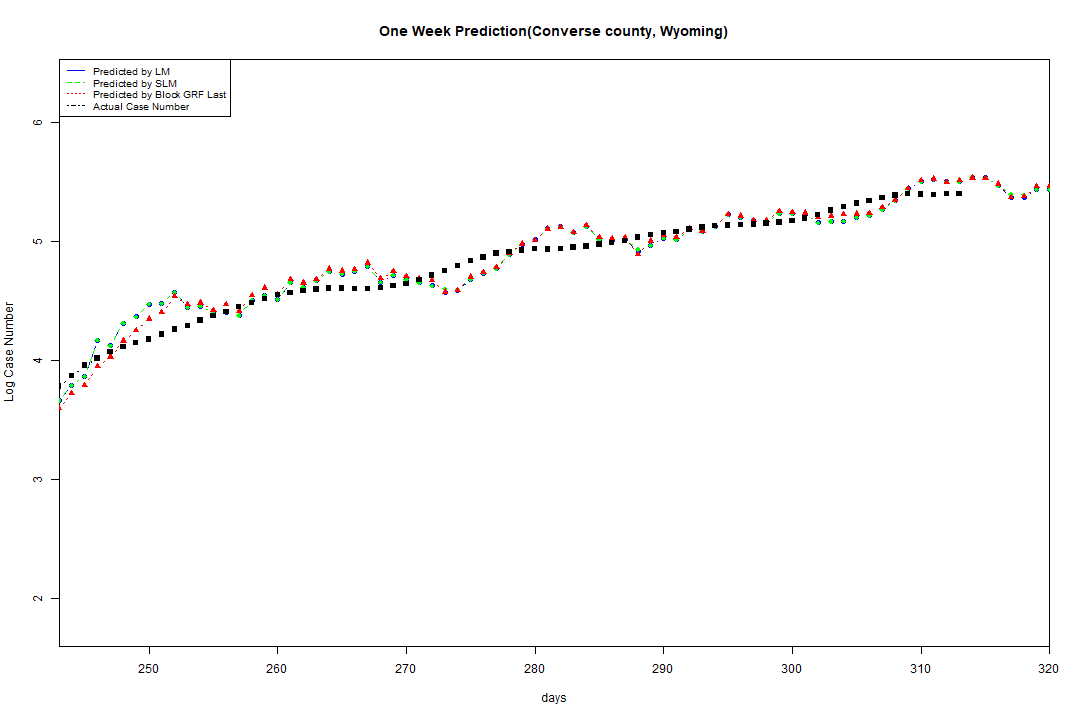 One Week Prediction(Converse county, Wyoming)
Predicted by LM
Predicted by SLM
Predicted by Block GRF Last
Actual Case Number
6
5
4
3
2
Log Case Number
250 260 270 280 290 300 310 320
days